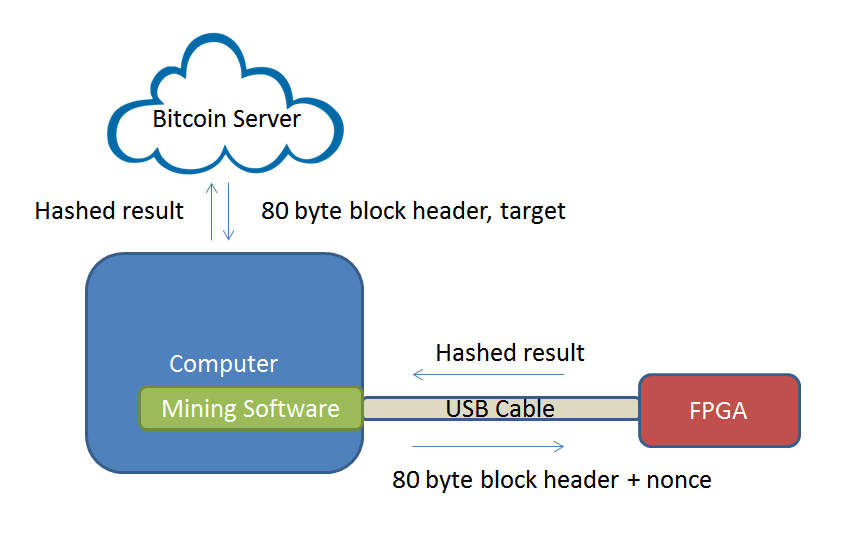 Bitcoin Server
Hashed result
80 byte block header, target
Computer
Mining Software
Hashed result
USB Cable
FPGA
80 byte block header + nonce